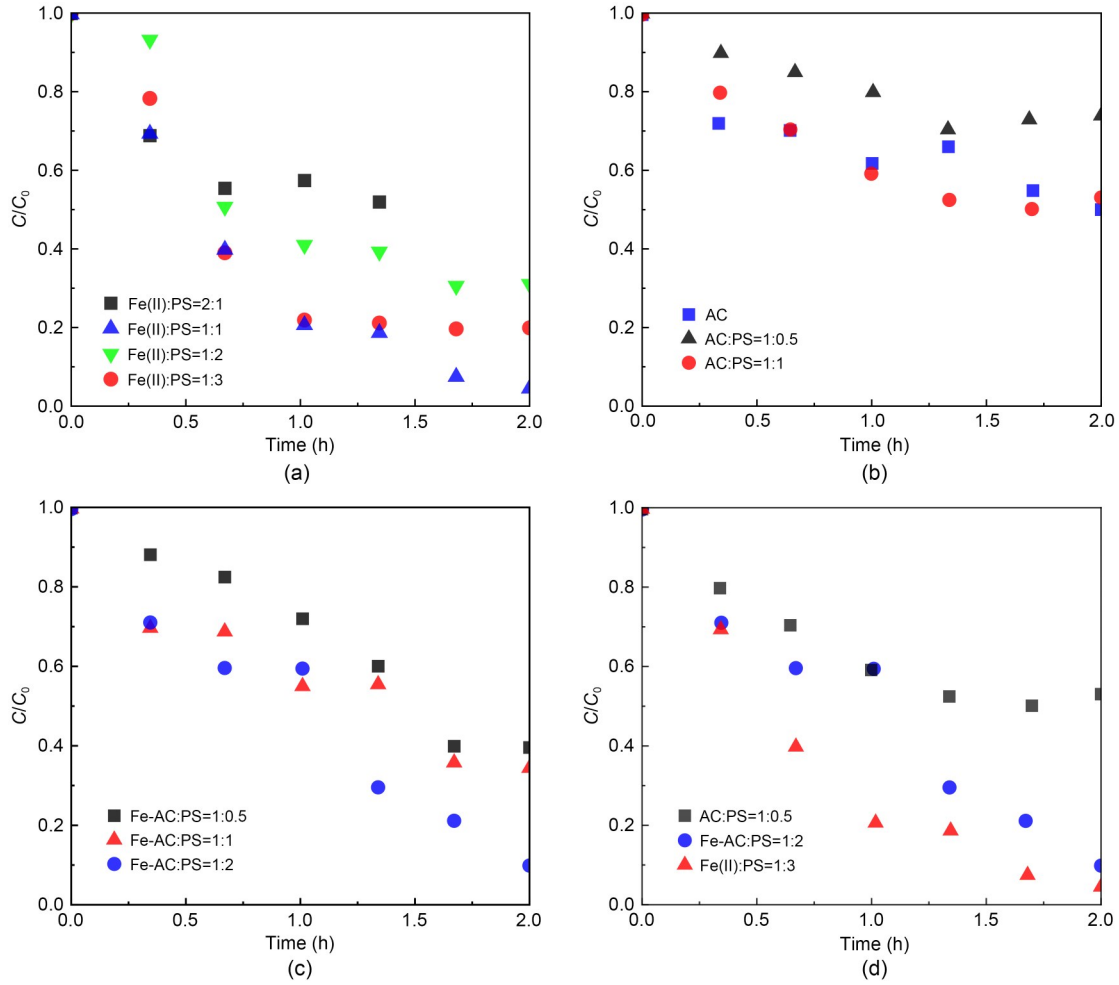 1.0
0.8
0.6
0.4
0.2
0.0
C/C0
Fe(II):PS=2:1
Fe(II):PS=1:1
Fe(II):PS=1:2
Fe(II):PS=1:3
0.0 0.5 1.0 1.5 2.0
Time (h)
(a)
1.0
0.8
0.6
0.4
0.2
0.0
C/C0
AC
AC:PS=1:0.5
AC:PS=1:1
0.0 0.5 1.0 1.5 2.0
Time (h)
(b)
1.0
0.8
0.6
0.4
0.2
0.0
C/C0
Fe-AC:PS=1:0.5
Fe-AC:PS=1:1
Fe-AC:PS=1:2
0.0 0.5 1.0 1.5 2.0
Time (h)
(c)
1.0
0.8
0.6
0.4
0.2
0.0
C/C0
AC:PS=1:0.5
Fe-AC:PS=1:2
Fe(II):PS=1:3
0.0 0.5 1.0 1.5 2.0
Time (h)
(d)